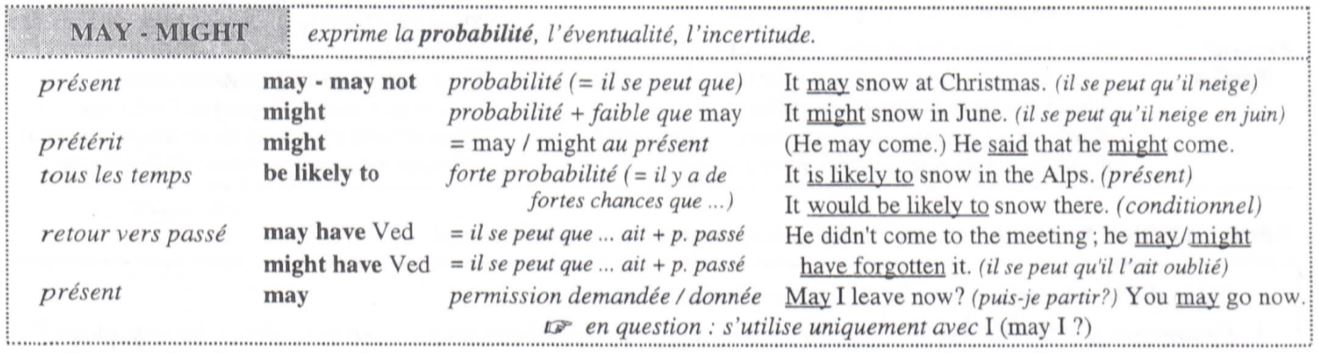 MAY - MIGHT exprime la probabilité, l'éventualité, l'incertitude.
présent may - may not probabilité (= il se peut que) It may snow at Christmas. (il se peut qu'il neige)
might probabilité + faible que may It might snow in June. (il se peut qu'il neige en juin)
prétérit might = may / might au présent (He may come.) He said that he might come.
tous les temps be likely to forte probabilité (= il y a de It is likely to snow in the Alps. (présent)
fortes chances que ...) It would be likely to snow there. (conditionnel)
retour vers passé may have Ved = il se peut que ... ait + p. passé He didn't come to the meeting ; he may/might
might have Ved = il se peut que ... ait + p. passé have forgotten it. (il se peut qu'il l'ait oublié)
présent may permission demandée / donnée May I leave now? (puis-je partir?) You may go now.
☞ en question : s'utilise uniquement avec I (may I ?)